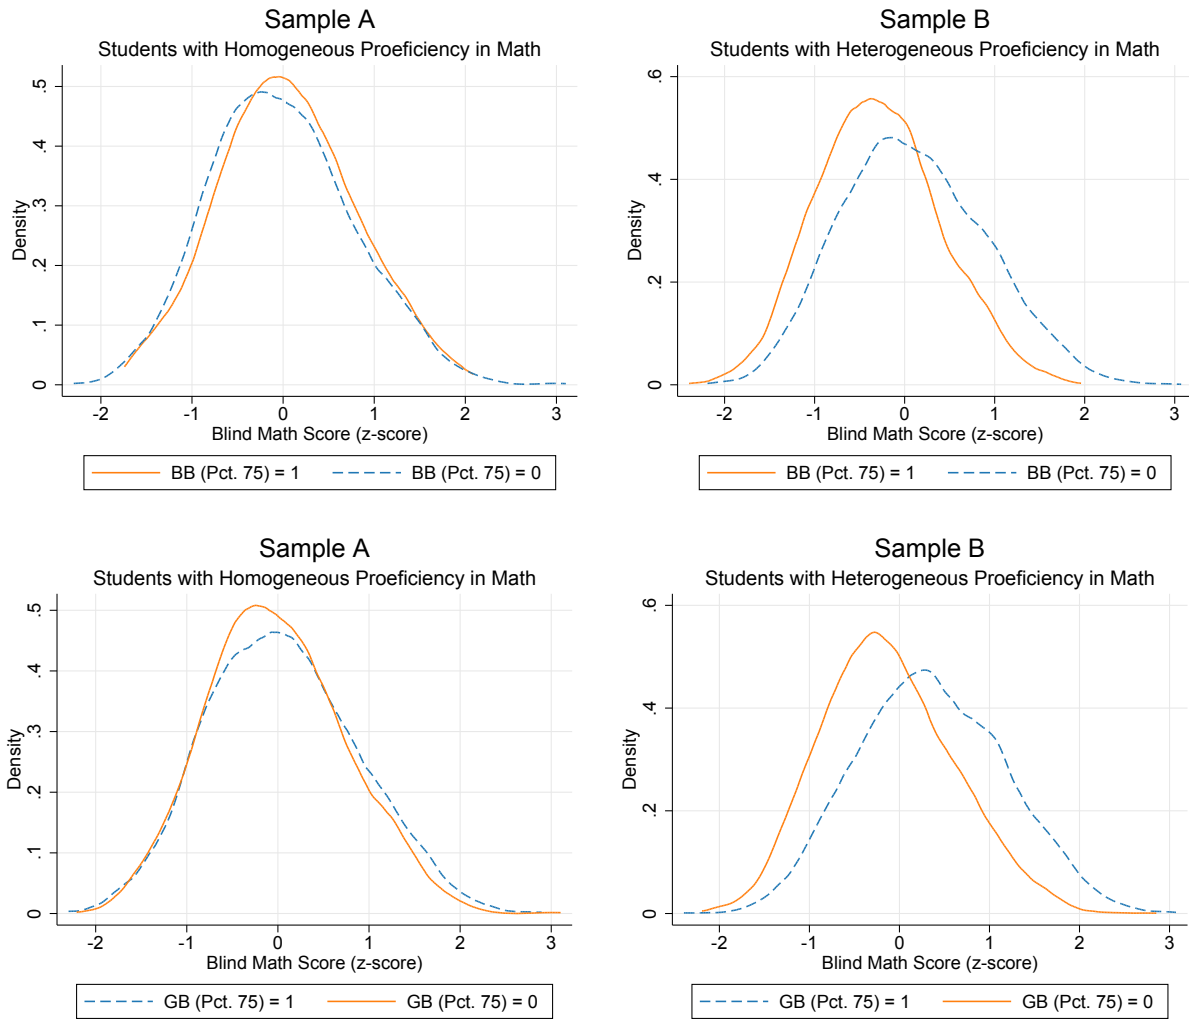 Sample A
Students with Homogeneous Proeficiency in Math
Density
0 .1 .2 .3 .4 .5
-2 -1 0 1 2 3
Blind Math Score (z-score)
BB (Pct. 75) = 1 BB (Pct. 75) = 0
Sample B
Students with Heterogeneous Proeficiency in Math
Density
0 .2 .4 .6
-2 -1 0 1 2 3
Blind Math Score (z-score)
BB (Pct. 75) = 1 BB (Pct. 75) = 0
Sample A
Students with Homogeneous Proeficiency in Math
Density
0 .1 .2 .3 .4 .5
-2 -1 0 1 2 3
Blind Math Score (z-score)
GB (Pct. 75) = 1 GB (Pct. 75) = 0
Sample B
Students with Heterogeneous Proeficiency in Math
Density
0 .2 .4 .6
-2 -1 0 1 2 3
Blind Math Score (z-score)
GB (Pct. 75) = 1 GB (Pct. 75) = 0